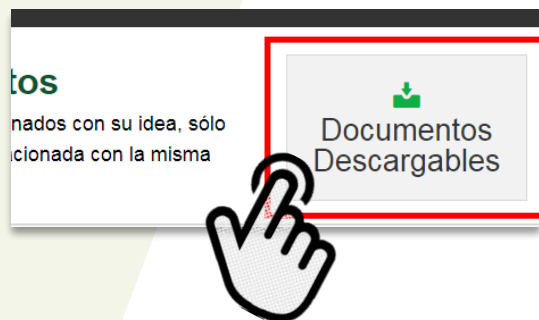 tos
nados con su idea, sólo
cionada con la misma
Documentos
Descargables